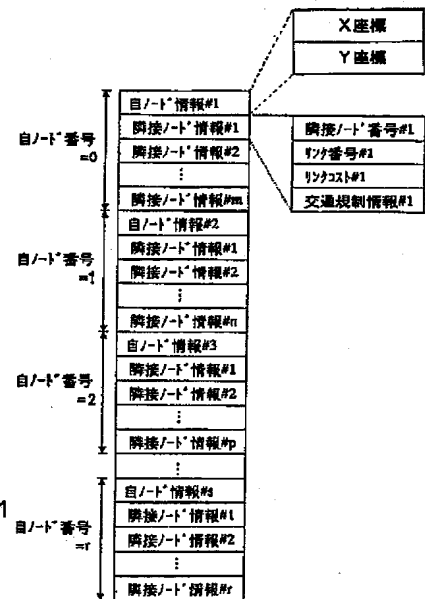 X座標
Y座標
自ノード情報#1
隣接ノード情報#1
隣接ノード情報#2
⋮
隣接ノード情報#m
自ノード番号
=0
隣接ノード番号#1
リンク番号#1
リンクコスト#1
交通規制情報#1
自ノード情報#2
隣接ノード情報#1
隣接ノード情報#2
⋮
隣接ノード情報#n
自ノード番号
=1
自ノード情報#3
隣接ノード情報#1
隣接ノード情報#2
⋮
隣接ノード情報#p
自ノード番号
=2
⋮
自ノード情報#s
隣接ノード情報#1
隣接ノード情報#2
⋮
隣接ノード情報#r
1
自ノード番号
=r